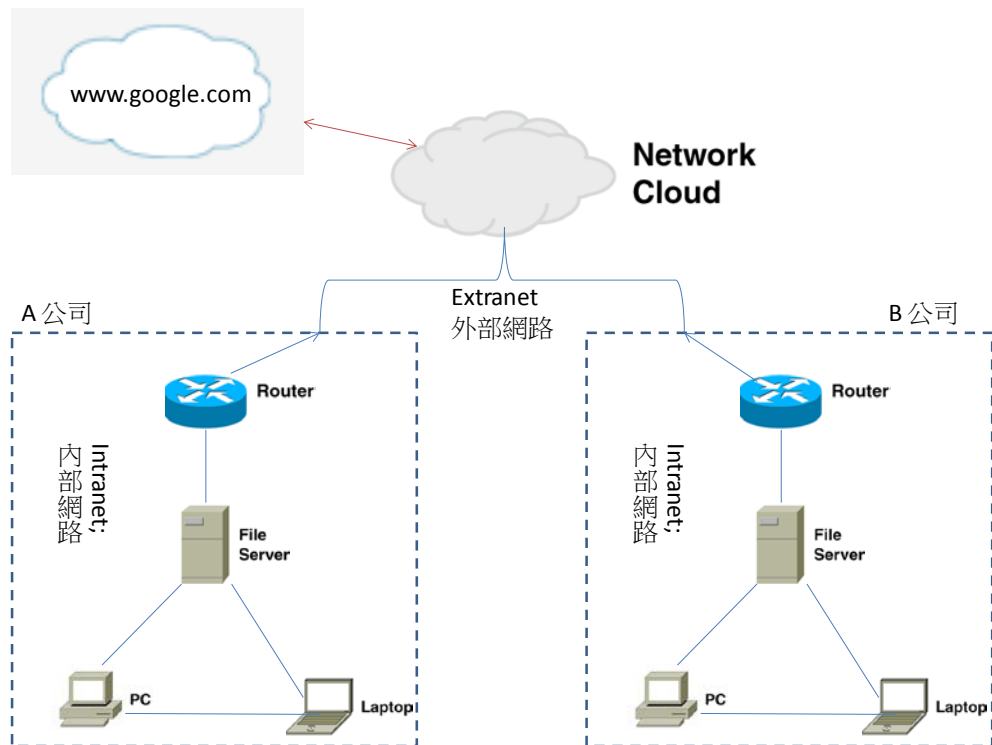 www.google.com
Network
Cloud
Extranet
外部網路
A 公司
B 公司
Router
Router
Intranet;
內部網路
Intranet;
內部網路
File
Server
File
Server
PC
Laptop
PC
Laptop